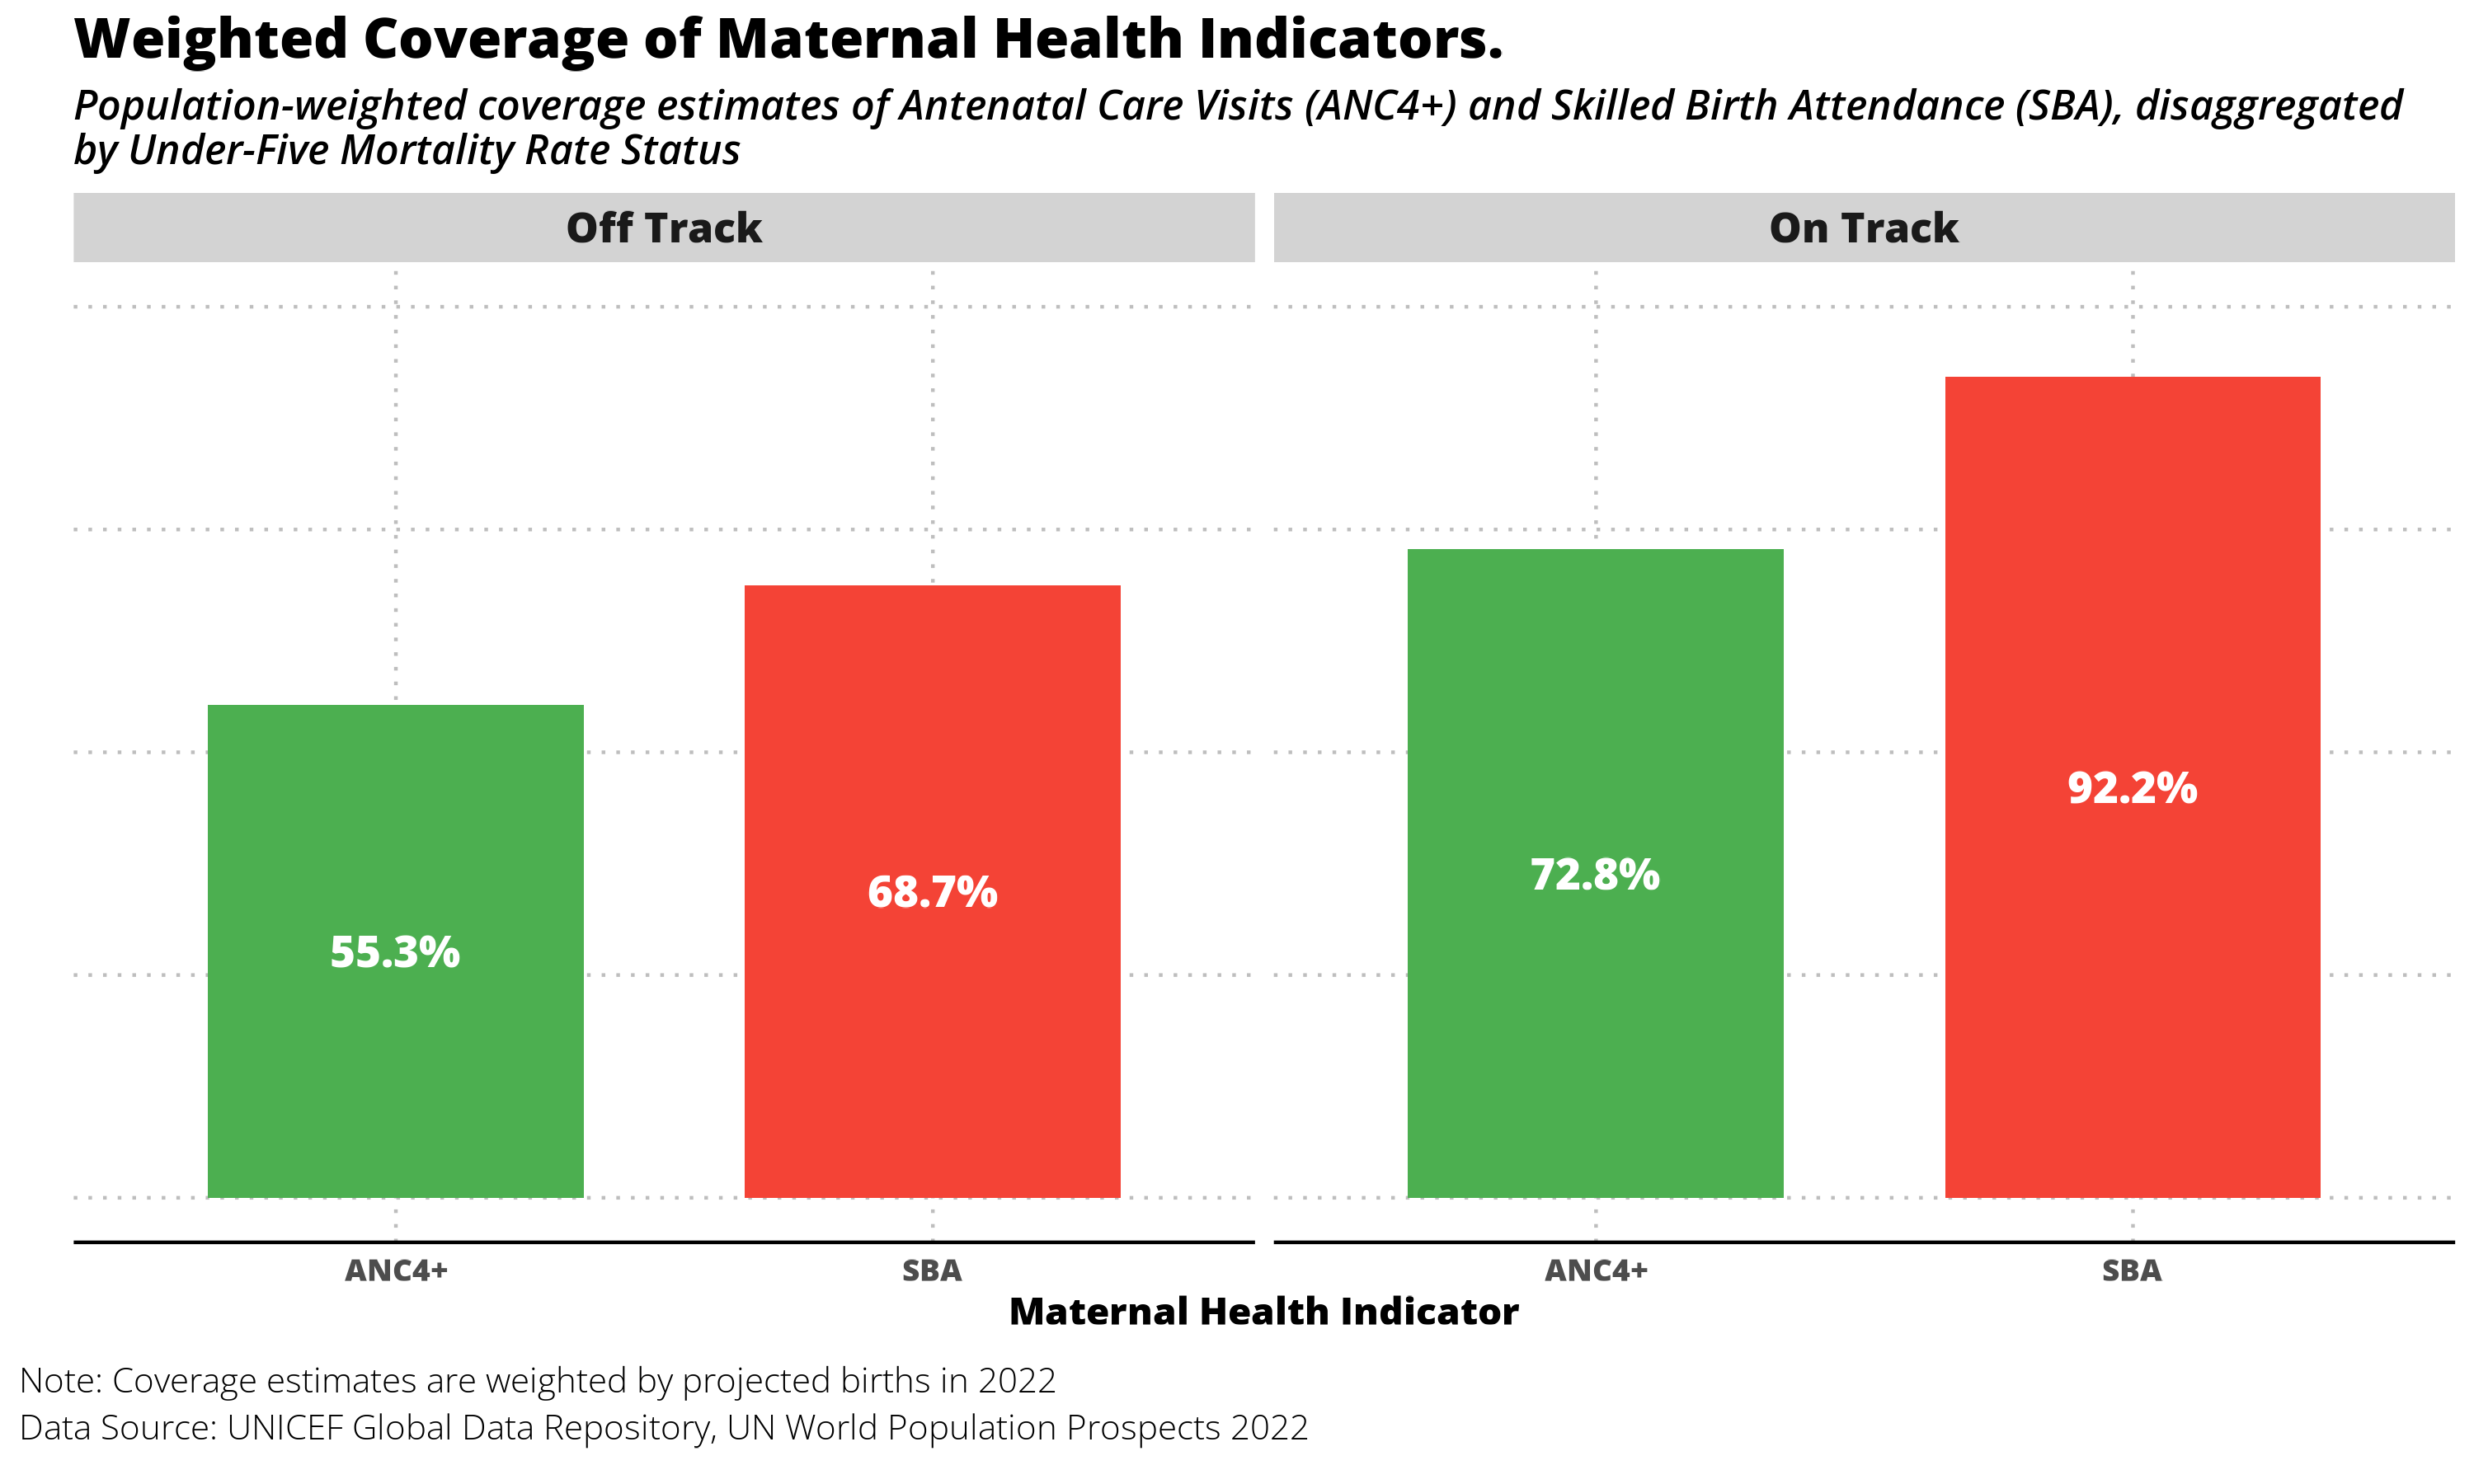 Weighted Coverage of Maternal Health Indicators.
Population-weighted coverage estimates of Antenatal Care Visits (ANC4+) and Skilled Birth Attendance (SBA), disaggregated
by Under-Five Mortality Rate Status
Off Track
On Track
55.3%
68.7%
72.8%
92.2%
ANC4+
SBA
ANC4+
SBA
Maternal Health Indicator
Note: Coverage estimates are weighted by projected births in 2022
Data Source: UNICEF Global Data Repository, UN World Population Prospects 2022